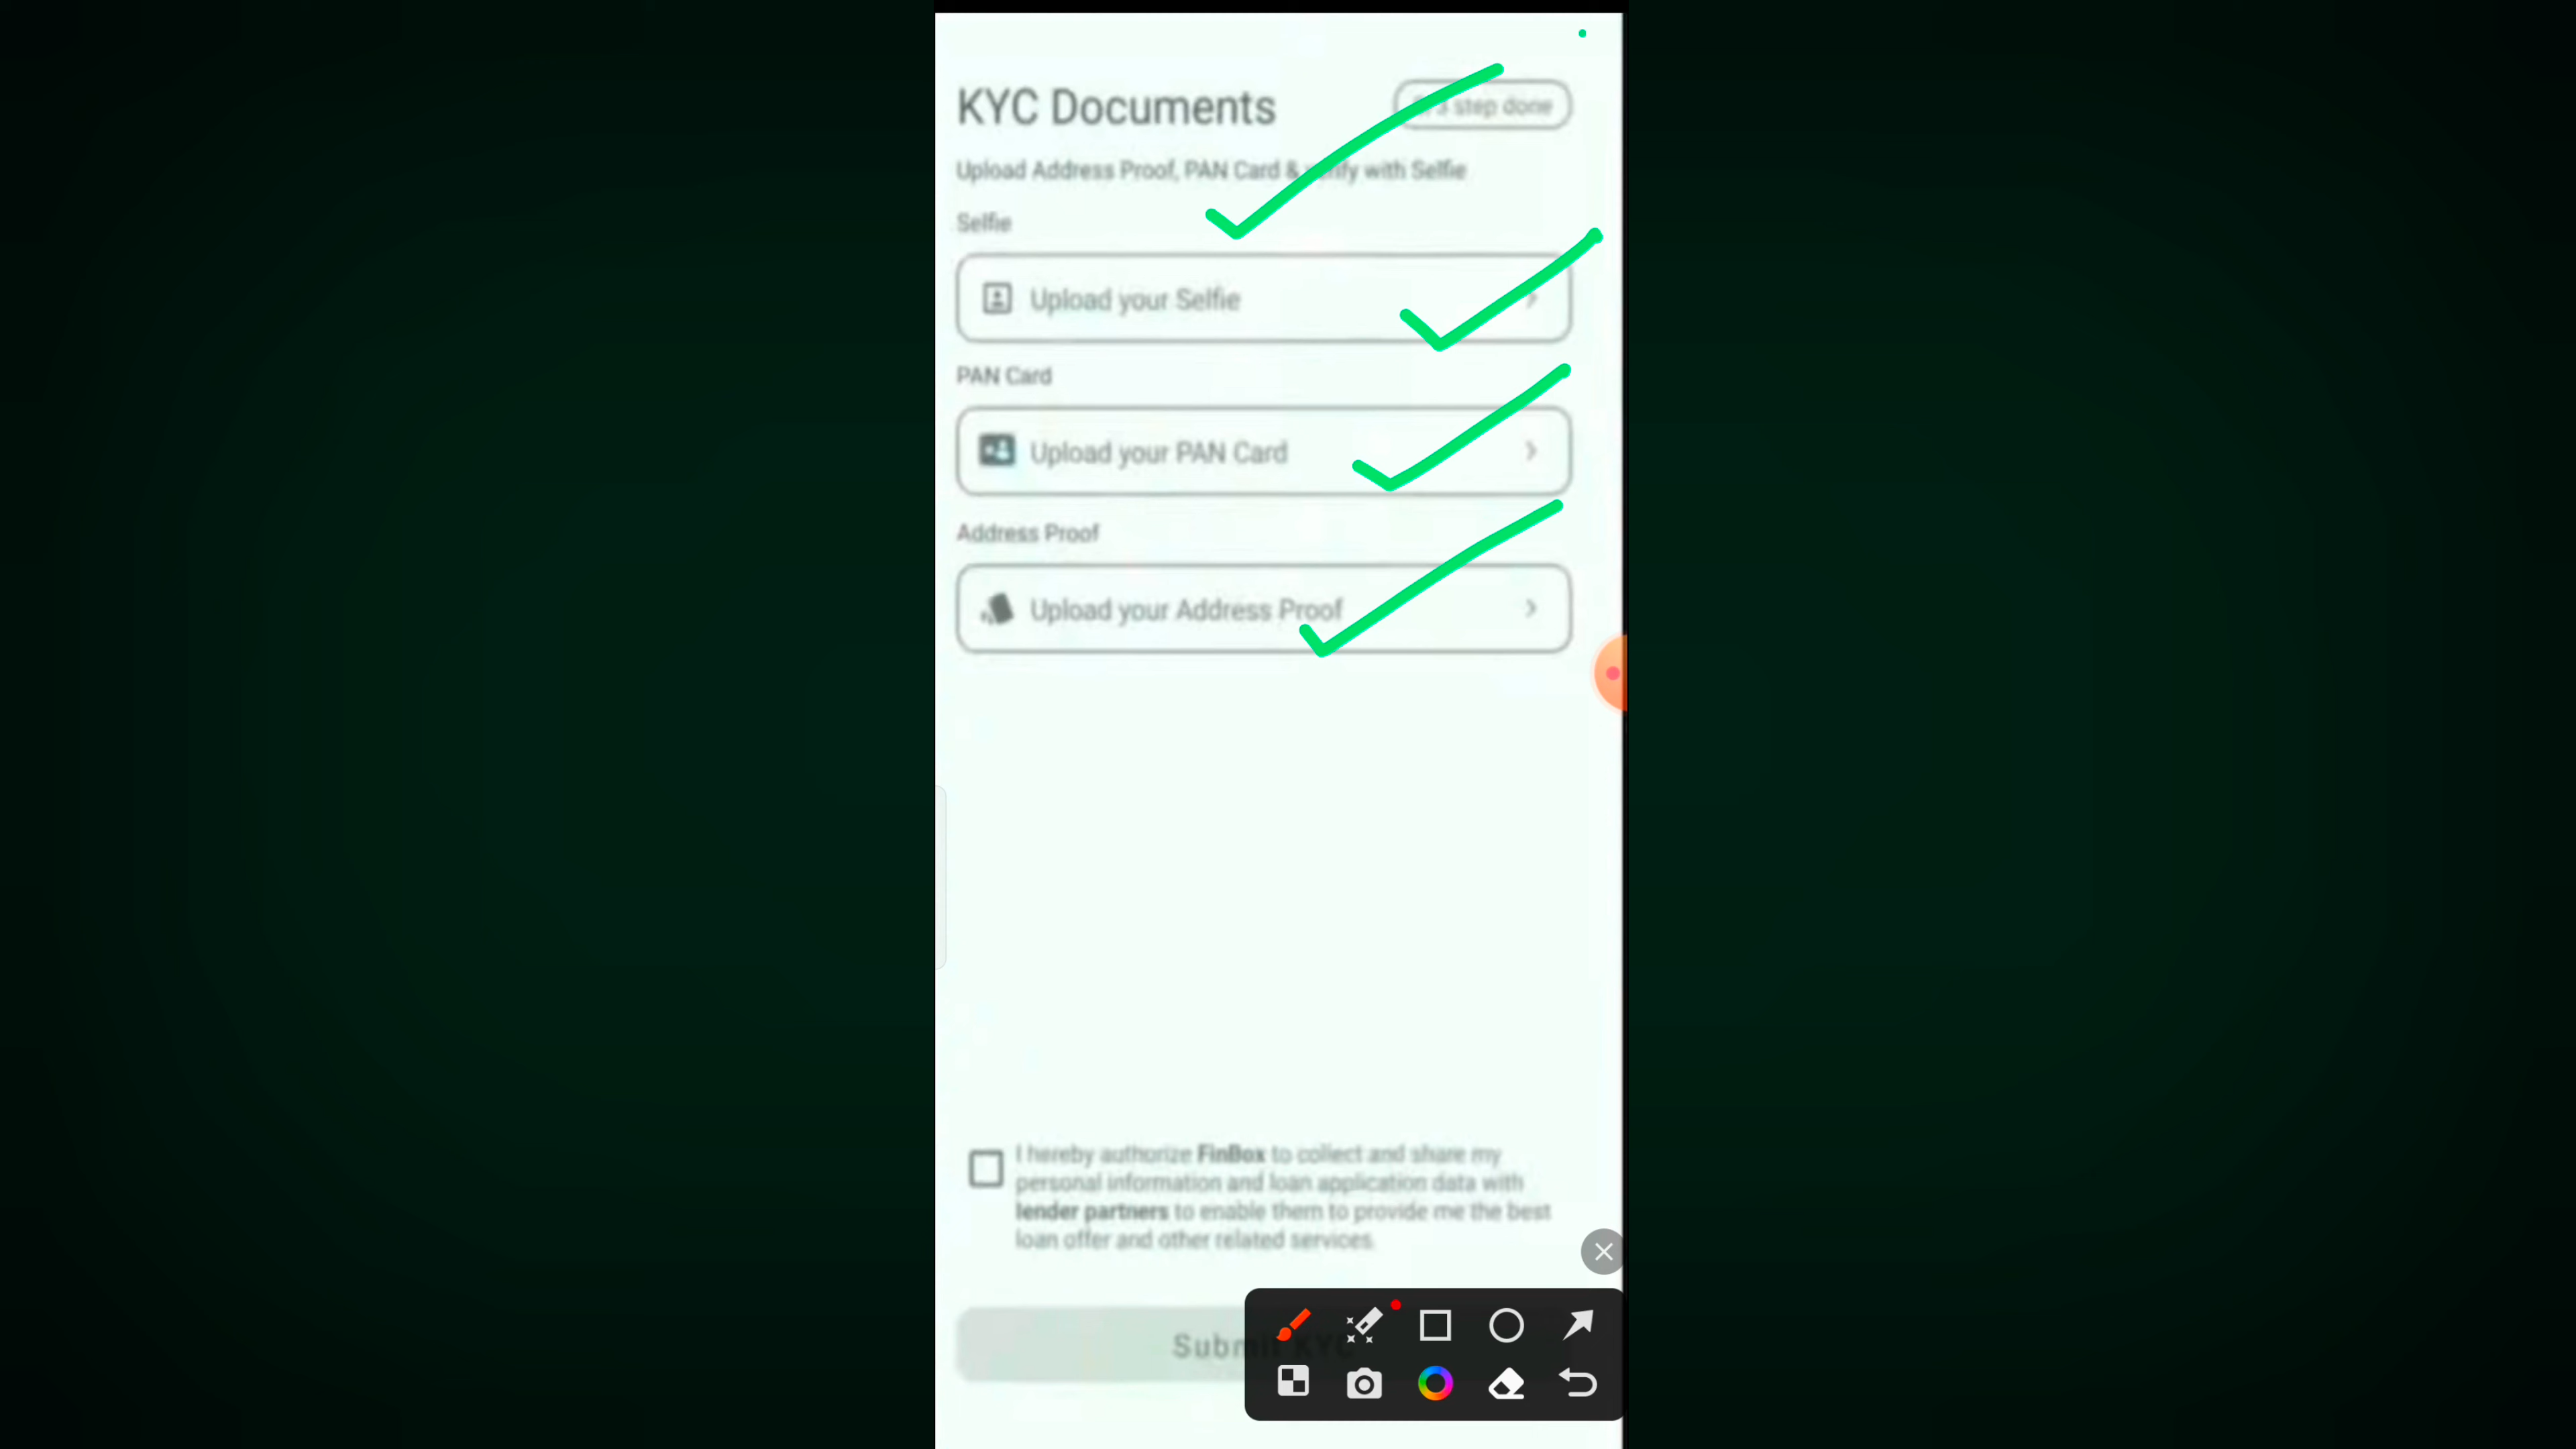 KYC Documents
step done
Upload Address Proof, PAN Card & verify with Selfie
Selfie
Upload your Selfie
PAN Card
Upload your PAN Card
Address Proof
Upload your Address Proof
I hereby authorize FinBox to collect and share my
personal information and loan application data with
lender partners to enable them to provide me the best
loan offer and other related services.
Submit KYC